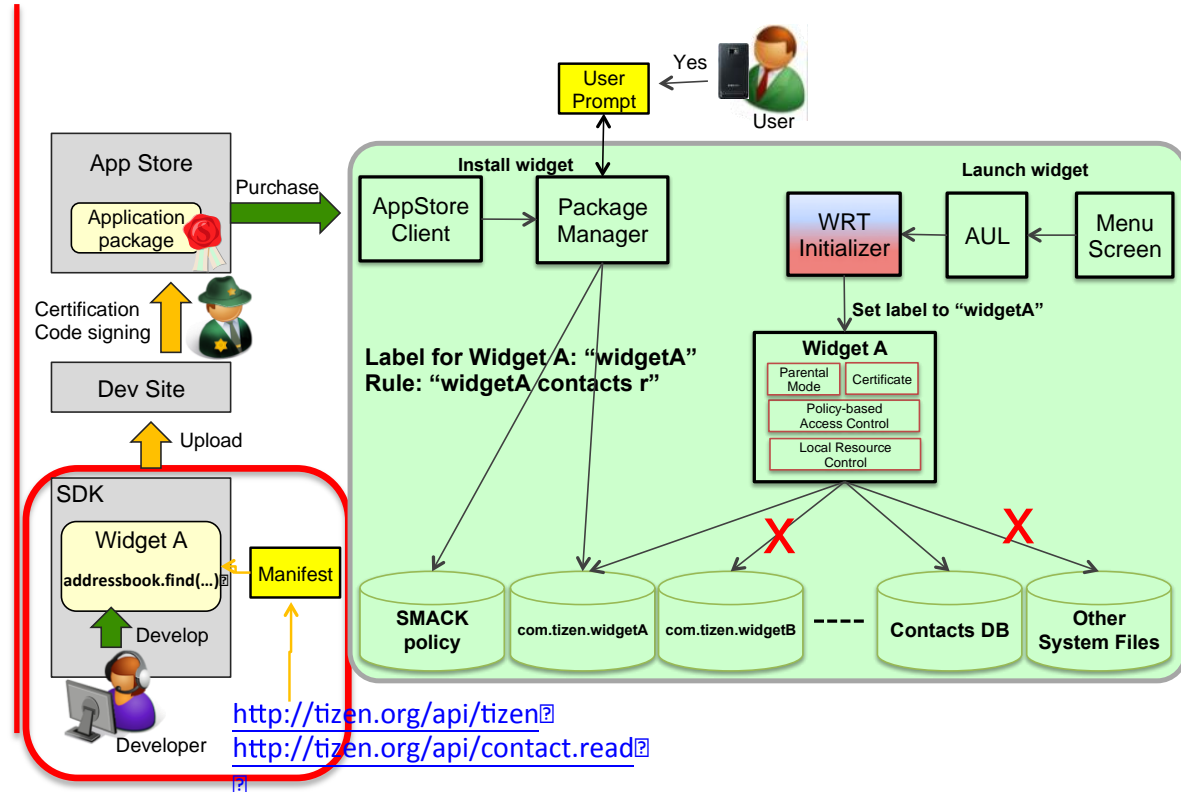 Yes
User
Prompt
User
App Store
Application
package
Purchase
Install widget
AppStore
Client
Package
Manager
Launch widget
WRT
Initializer
AUL
Menu
Screen
Certification
Code signing
Set label to “widgetA”
Label for Widget A: “widgetA”
Rule: “widgetA contacts r”
Widget A
Parental
Mode
Certificate
Policy-based
Access Control
Local Resource
Control
Dev Site
Upload
SDK
Widget A
addressbook.find(...)
Manifest
Develop
Developer
X
X
SMACK
policy
com.tizen.widgetA
com.tizen.widgetB
Contacts DB
Other
System Files
http://tizen.org/api/tizen
http://tizen.org/api/contact.read